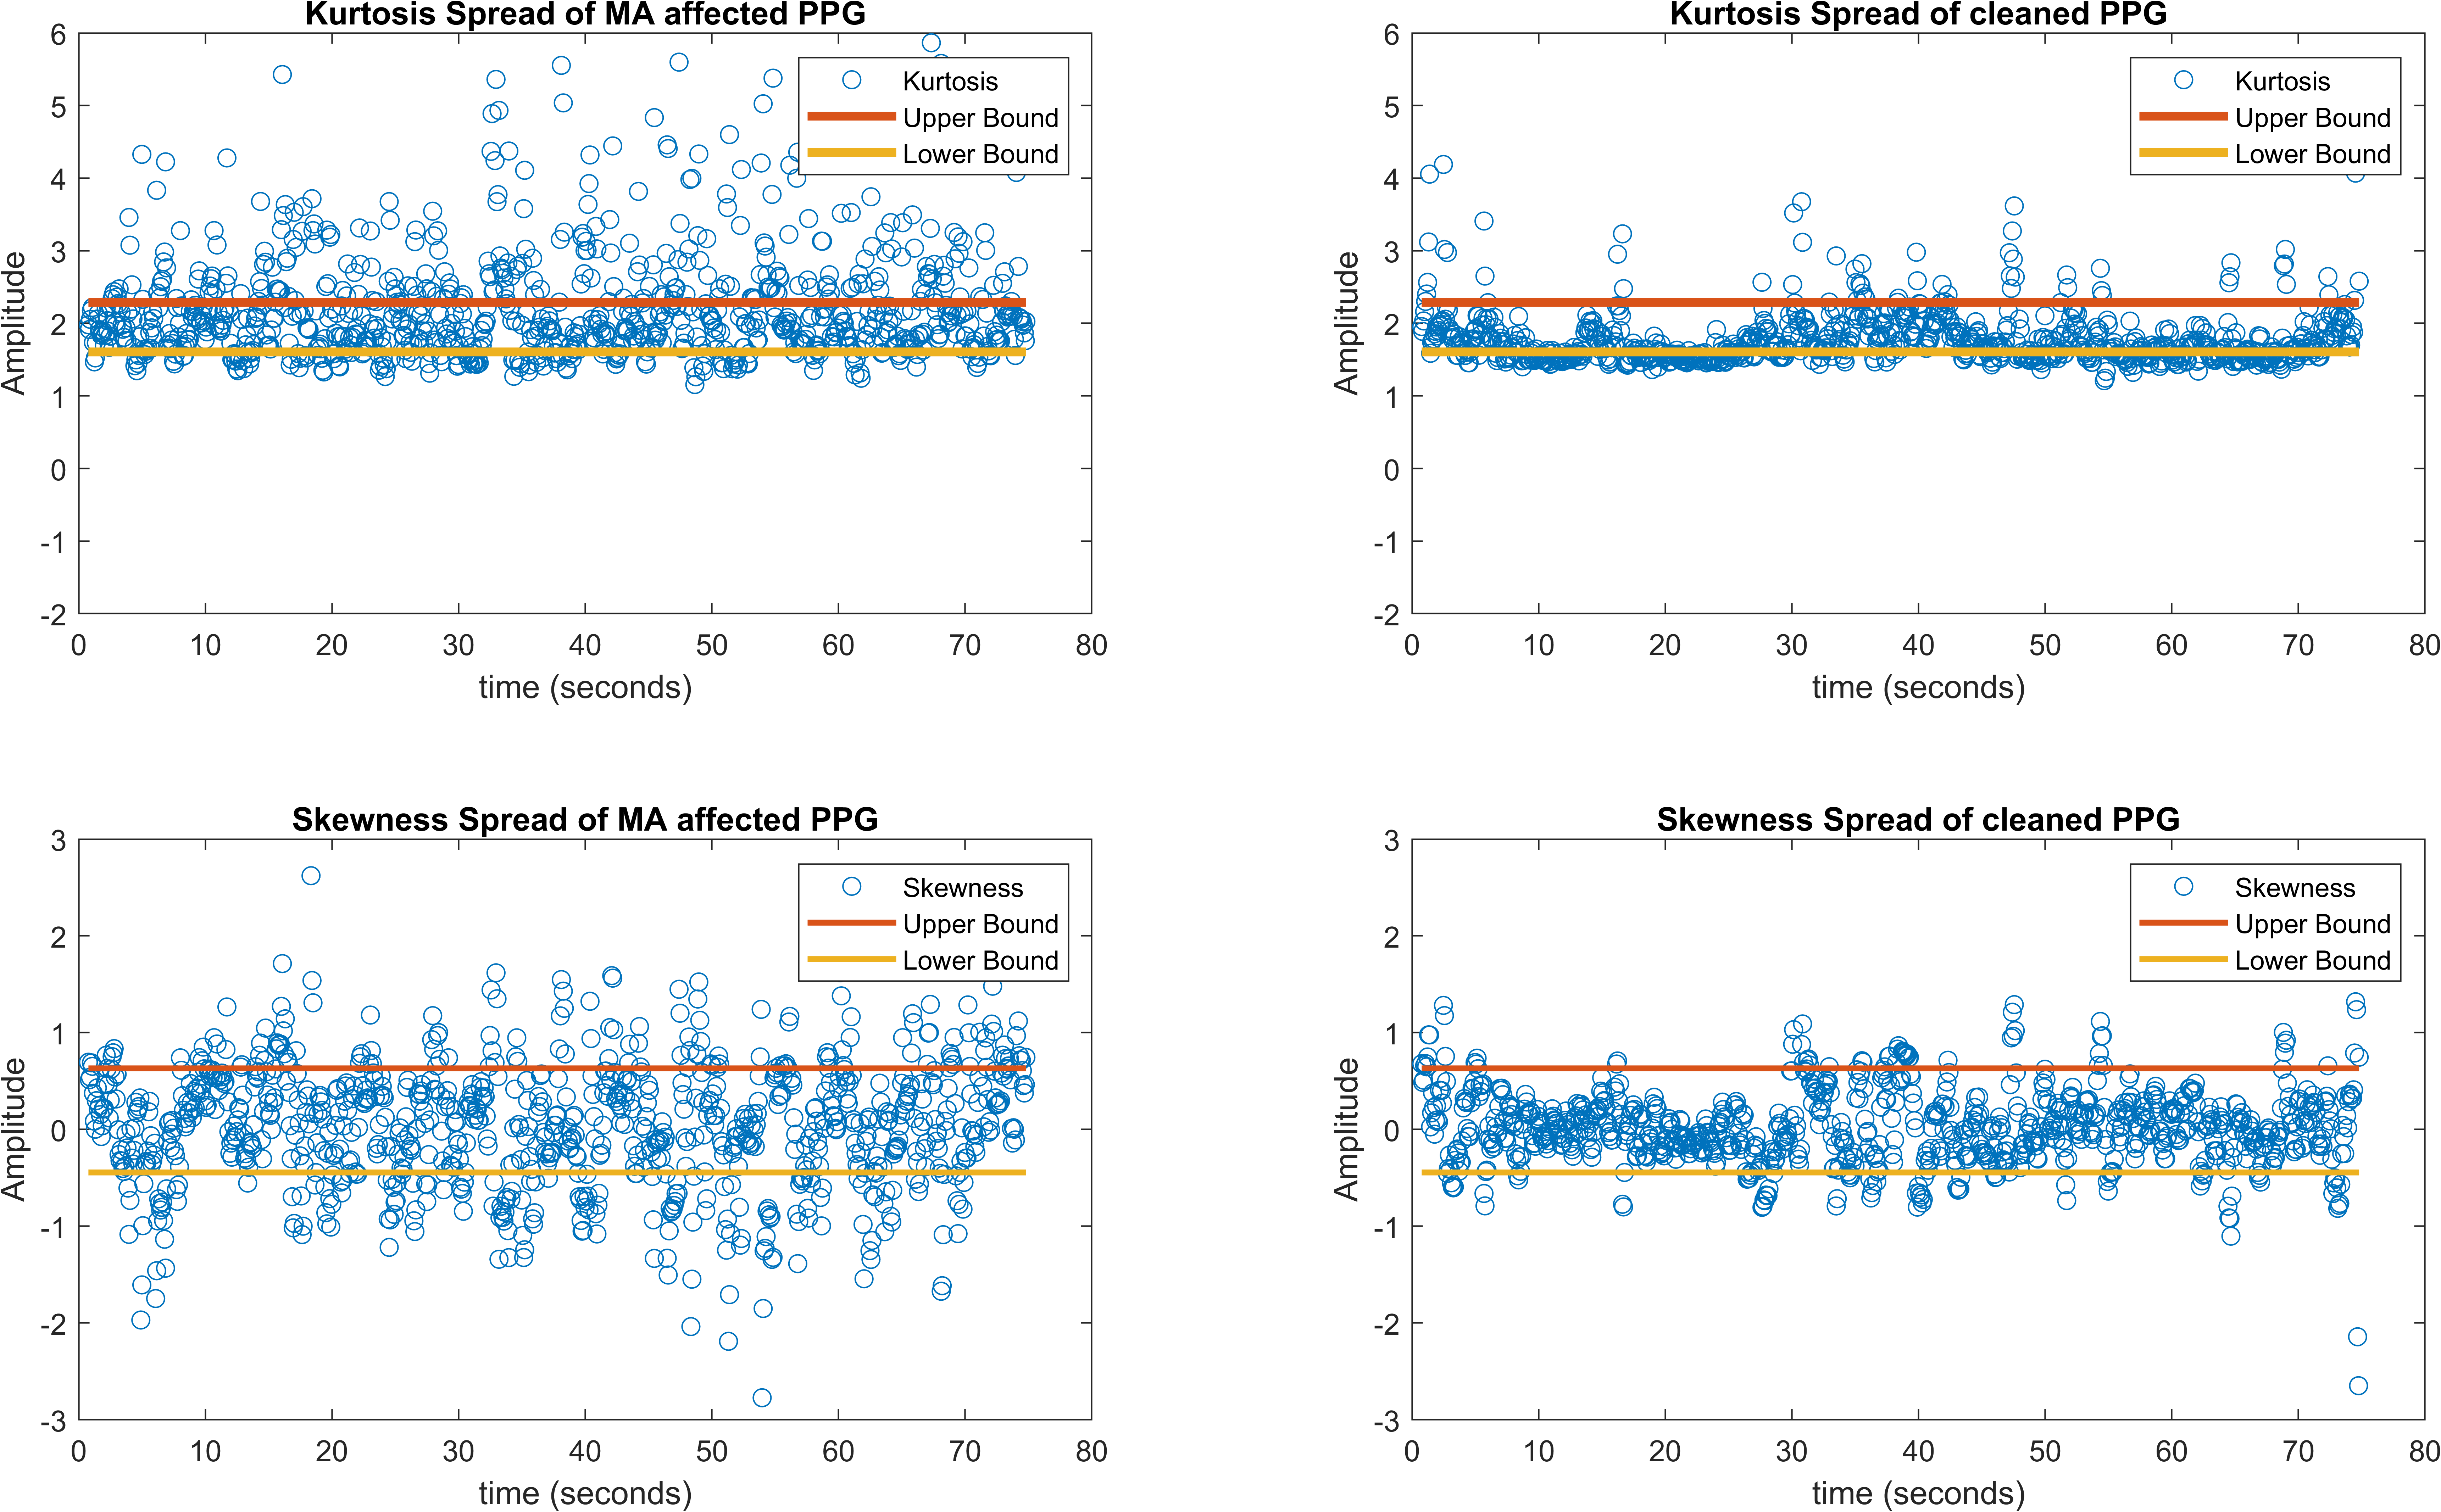 Kurtosis Spread of MA affected PPG
6
5
4
3
2
1
0
-1
-2
Amplitude
Kurtosis
Upper Bound
Lower Bound
0 10 20 30 40 50 60 70 80
time (seconds)
Kurtosis Spread of cleaned PPG
6
5
4
3
2
1
0
-1
-2
Amplitude
Kurtosis
Upper Bound
Lower Bound
0 10 20 30 40 50 60 70 80
time (seconds)
Skewness Spread of MA affected PPG
3
2
1
0
-1
-2
-3
Amplitude
Skewness
Upper Bound
Lower Bound
0 10 20 30 40 50 60 70 80
time (seconds)
Skewness Spread of cleaned PPG
3
2
1
0
-1
-2
-3
Amplitude
Skewness
Upper Bound
Lower Bound
0 10 20 30 40 50 60 70 80
time (seconds)